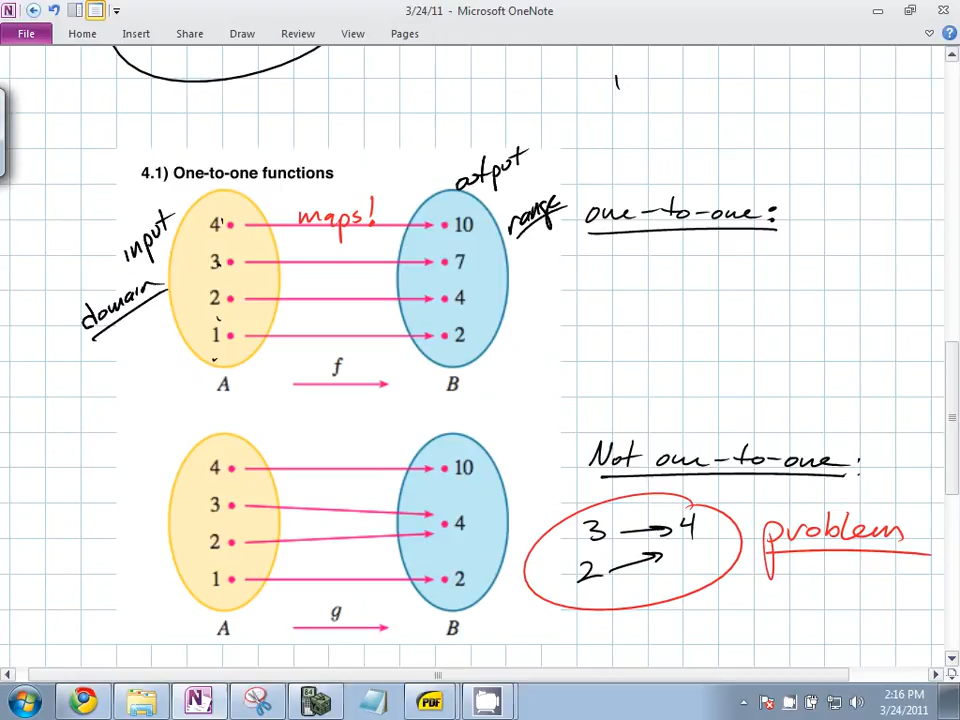 3/24/11 - Microsoft OneNote
File Home Insert Share Draw Review View Pages
4.1) One-to-one functions
output
input
domain
range
one-to-one:
maps!
4 10
3 7
2 4
1 2
f
A B
Not one-to-one:
4 10
3 4
2
1 2
g
A B
3 → 4
2 →
problem
84
PDF
2:16 PM
3/24/2011